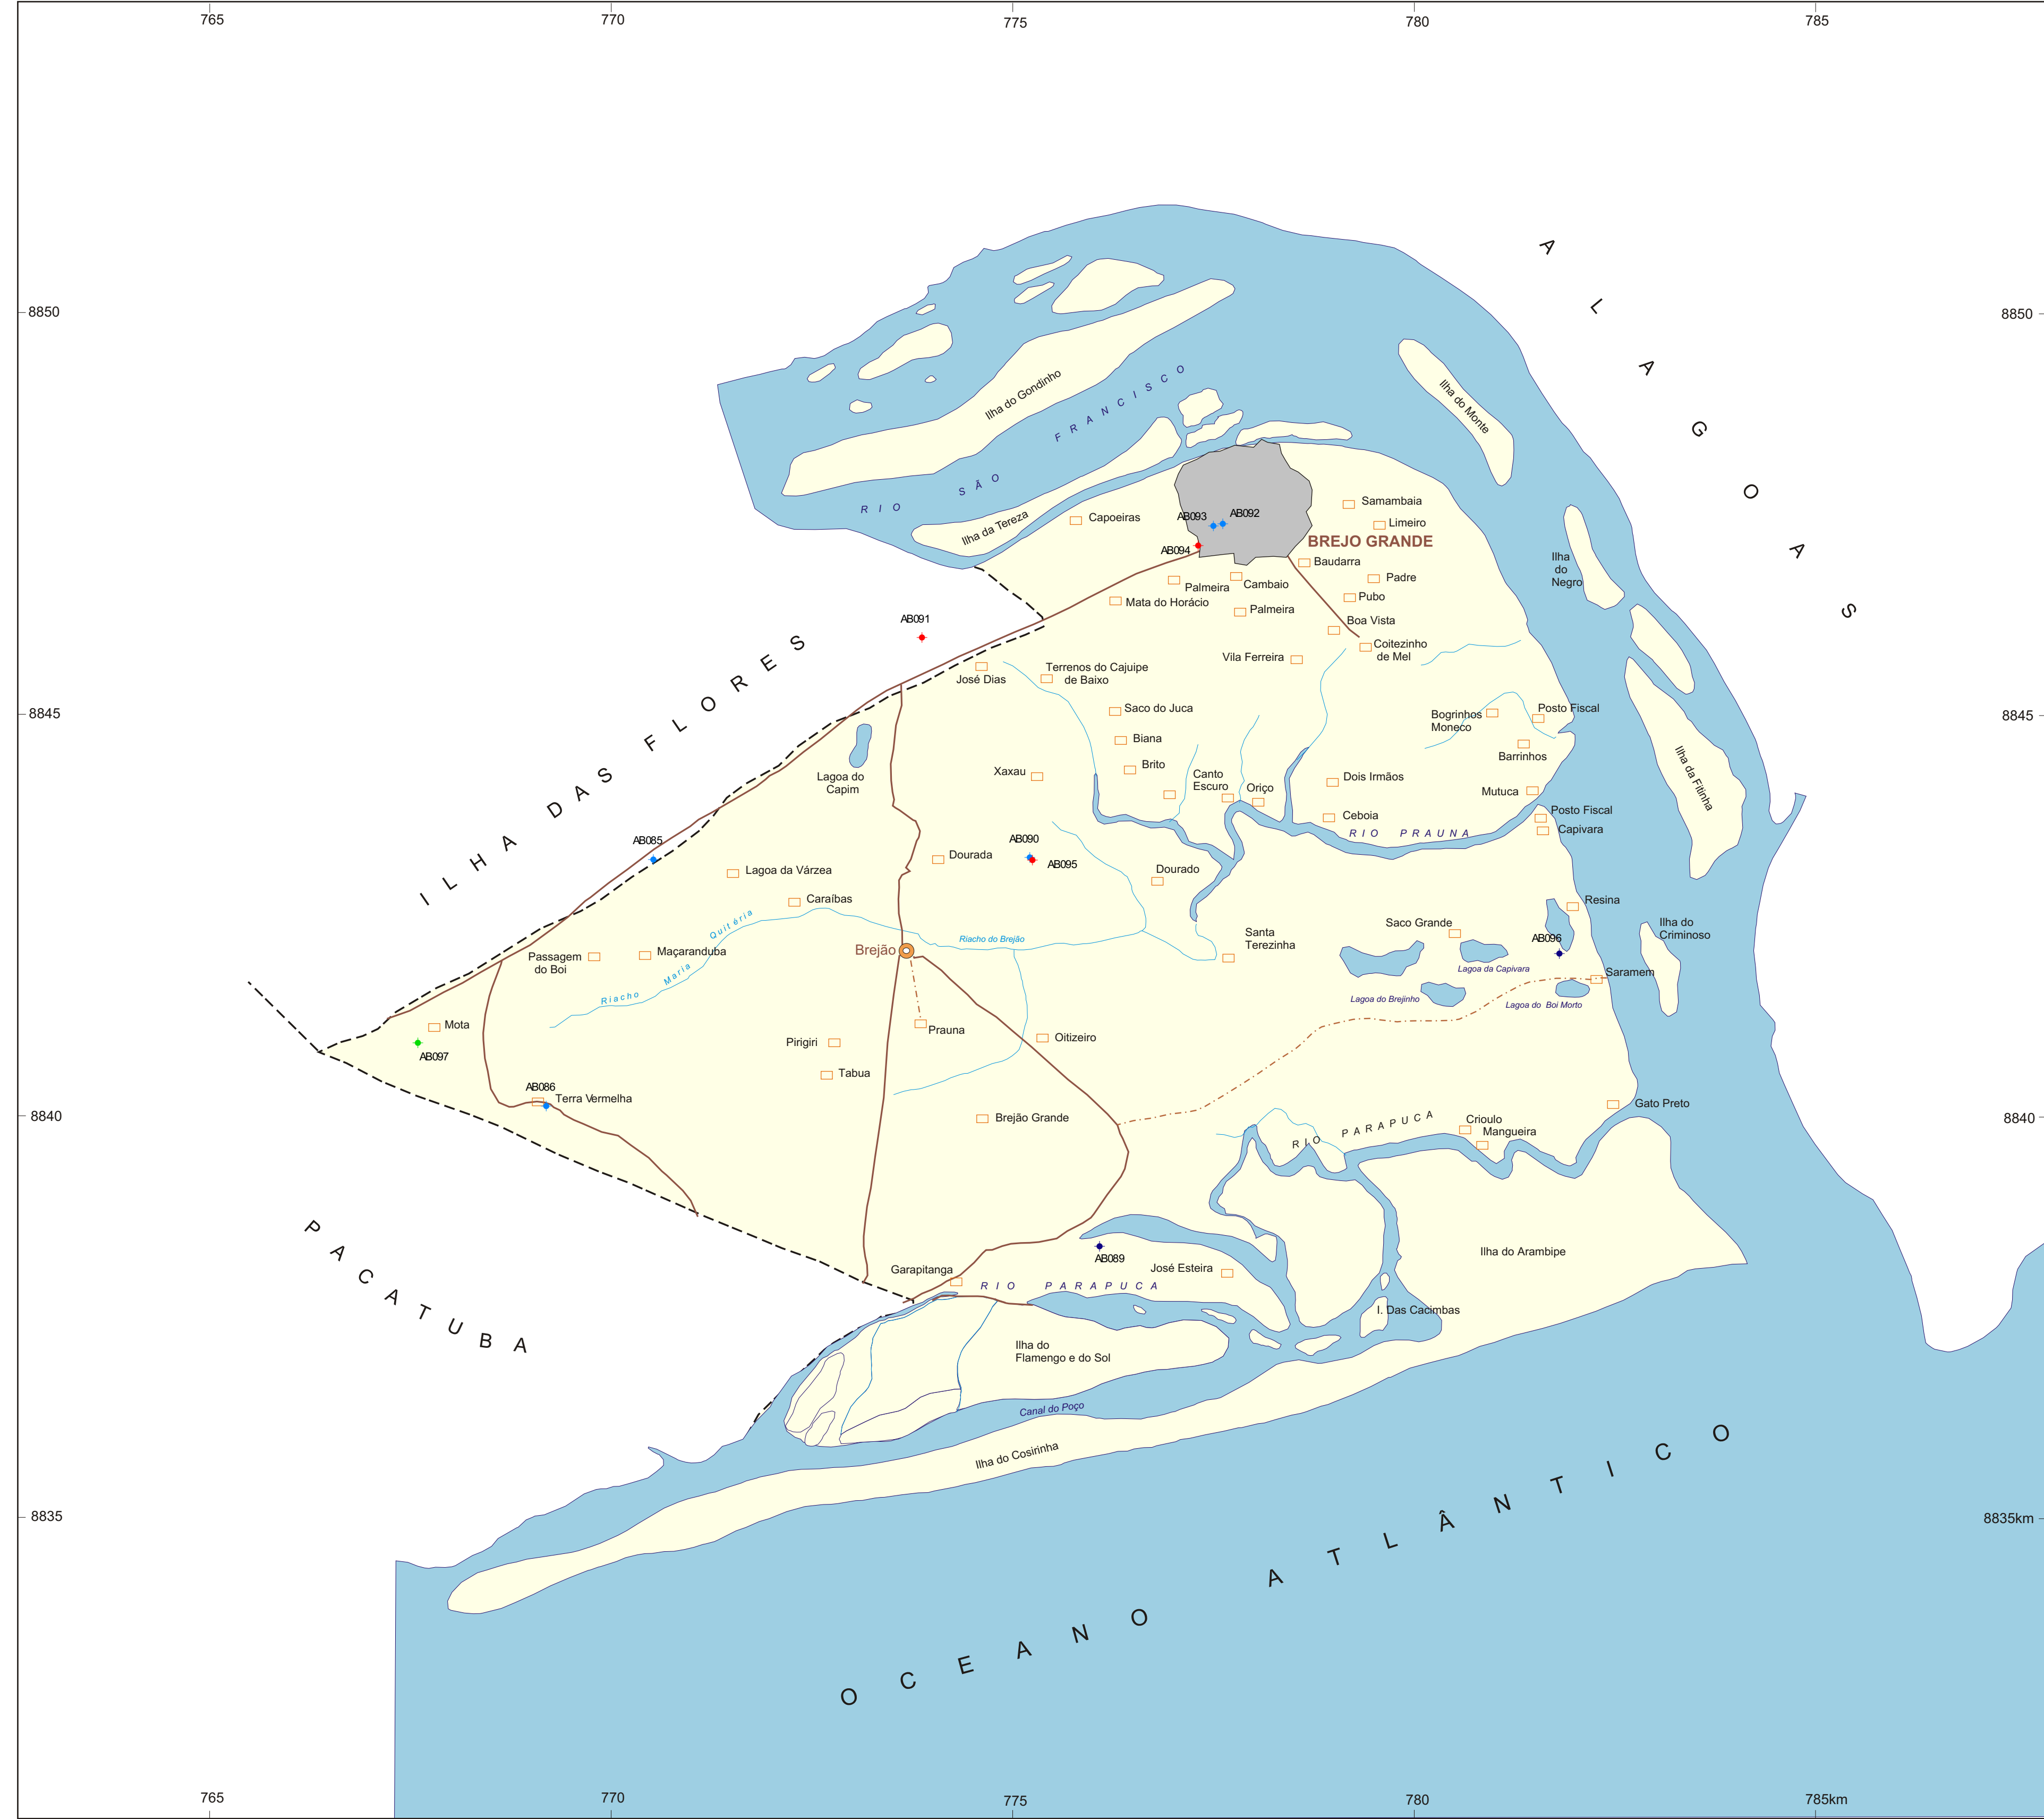 765
770
775
780
785
8850
8850
ALAGOAS
Ilha do Gondinho
RIO SÃO FRANCISCO
Ilha do Monte
Ilha da Tereza
Capoeiras
AB093
AB092
AB094
Samambaia
Limeiro
BREJO GRANDE
Baudarra
Padre
Pubo
Palmeira
Cambaio
Mata do Horácio
Palmeira
Boa Vista
Coitezinho
de Mel
Vila Ferreira
Ilha
do
Negro
AB091
ILHA DAS FLORES
José Dias
Terrenos do Cajuipe
de Baixo
Saco do Juca
Biana
Brito
Xaxau
Canto
Escuro
Oriço
Bogrinhos
Moneco
Posto Fiscal
Barrinhos
Dois Irmãos
Mutuca
Ceboia
Posto Fiscal
Capivara
RIO PRAUNA
Ilha da Fitinha
8845
8845
Lagoa do
Capim
AB085
AB090
AB095
Dourada
Dourado
Lagoa da Várzea
Caraíbas
Resina
Saco Grande
AB096
Ilha do
Criminoso
Santa
Terezinha
Riacho Maria Quitéria
Brejão
Riacho do Brejão
Passagem
do Boi
Maçaranduba
Lagoa da Capivara
Saramem
Lagoa do Brejinho
Lagoa do Boi Morto
Mota
AB097
Prauna
Pirigiri
Oitizeiro
Tabua
AB086
Terra Vermelha
Brejão Grande
8840
8840
Gato Preto
RIO PARAPUCA
Crioulo
Mangueira
PACATUBA
AB089
Garapitanga
José Esteira
RIO PARAPUCA
Ilha do Arambipe
I. Das Cacimbas
Ilha do
Flamengo e do Sol
Canal do Poço
Ilha do Cosirinha
8835
8835km
OCEANO ATLÂNTICO
765
770
775
780
785km